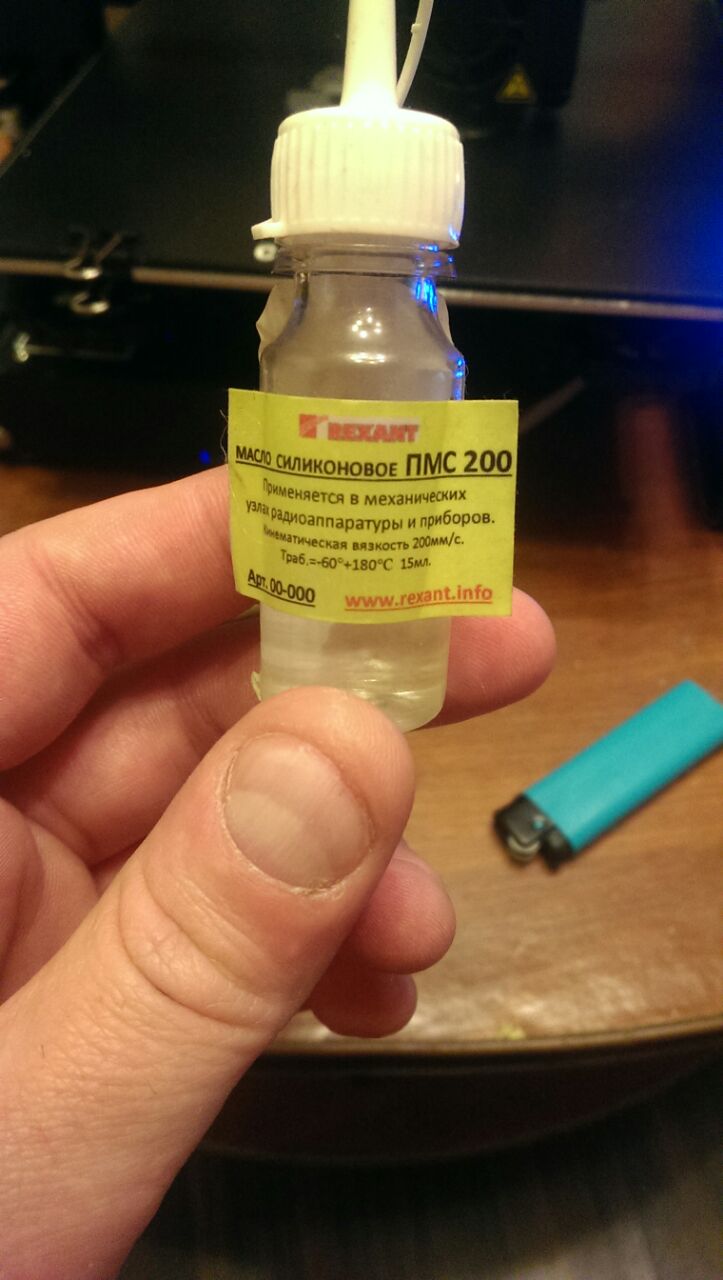 REXANT
МАСЛО СИЛИКОНОВОЕ ПМС 200
Применяется в механических
узлах радиоаппаратуры и приборов.
Кинематическая вязкость 200мм/с.
Траб.=-60°+180°С 15мл.
Арт. 00-000 www.rexant.info